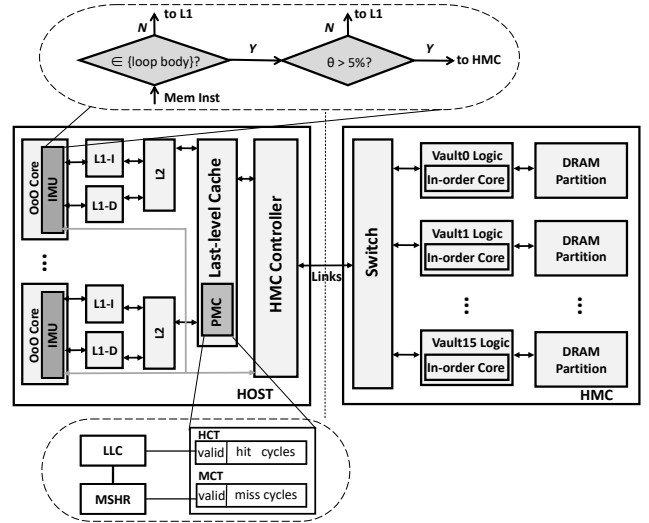 to L1
to L1
N
N
∈ {loop body}?
Y
θ > 5%?
Y
to HMC
Mem Inst
OoO Core
IMU
L1-I
L1-D
L2
Last-level Cache
HMC Controller
...
OoO Core
IMU
L1-I
L1-D
L2
PMC
HOST
Links
Switch
Vault0 Logic
In-order Core
DRAM
Partition
Vault1 Logic
In-order Core
DRAM
Partition
...
...
Vault15 Logic
In-order Core
DRAM
Partition
HMC
LLC
MSHR
HCT
valid hit cycles
MCT
valid miss cycles